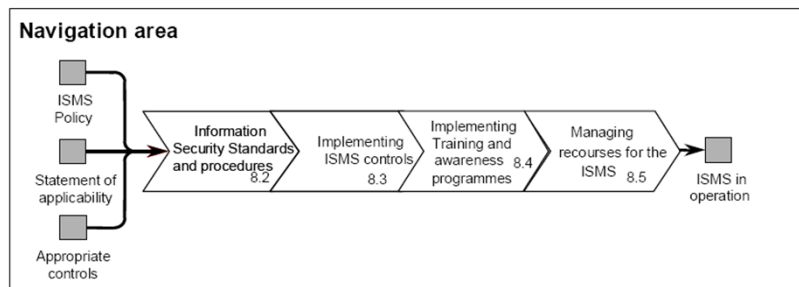 Navigation area
ISMS
Policy
Statement of
applicability
Appropriate
controls
Information
Security Standards
and procedures
8.2
Implementing
ISMS controls
8.3
Implementing
Training and
awareness
programmes
8.4
Managing
recourses for the
ISMS
8.5
ISMS in
operation